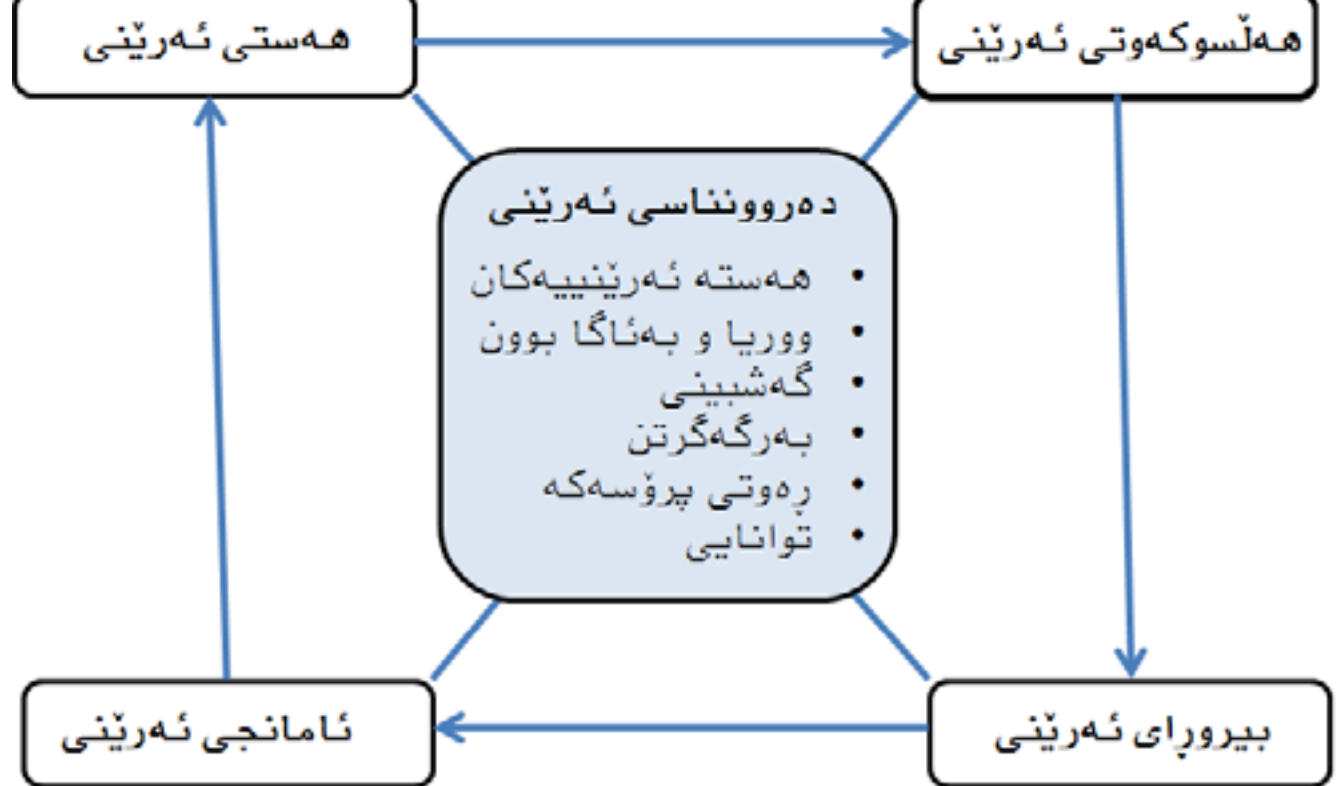 هەڵسوکەوتی ئەرێنی
هەستی ئەرێنی
دەروونناسی ئەرێنی
• هەستە ئەرێنییەکان
• ووریا و بەئاگا بوون
• گەشبینی
• بەرگەگرتن
• ڕەوتی پرۆسەکە
• توانایی
بیروڕای ئەرێنی
ئامانجی ئەرێنی